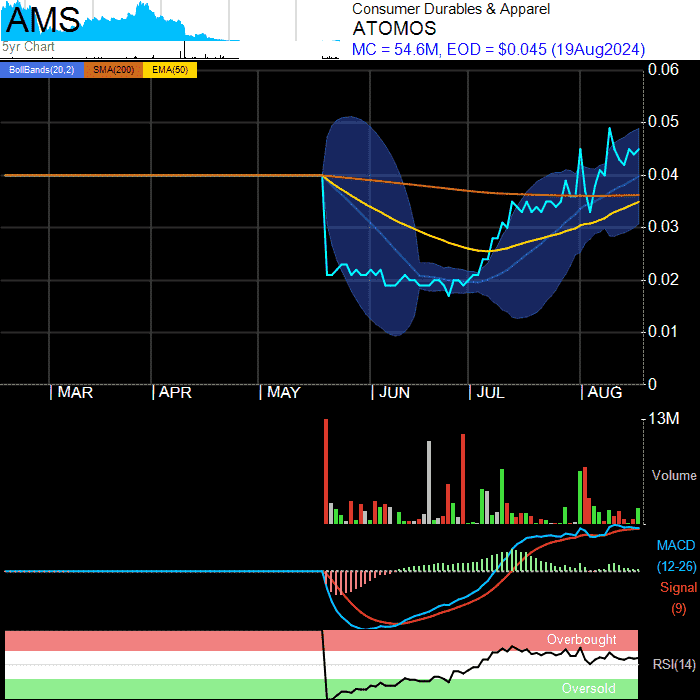 AMS
5yr Chart
Consumer Durables & Apparel
ATOMOS
MC = 54.6M, EOD = $0.045 (19Aug2024)
BollBands(20,2) SMA(200) EMA(50)
0.06
0.05
0.04
0.03
0.02
0.01
0
MAR APR MAY JUN JUL AUG
13M
Volume
MACD
(12-26)
Signal
(9)
Overbought
RSI(14)
Oversold